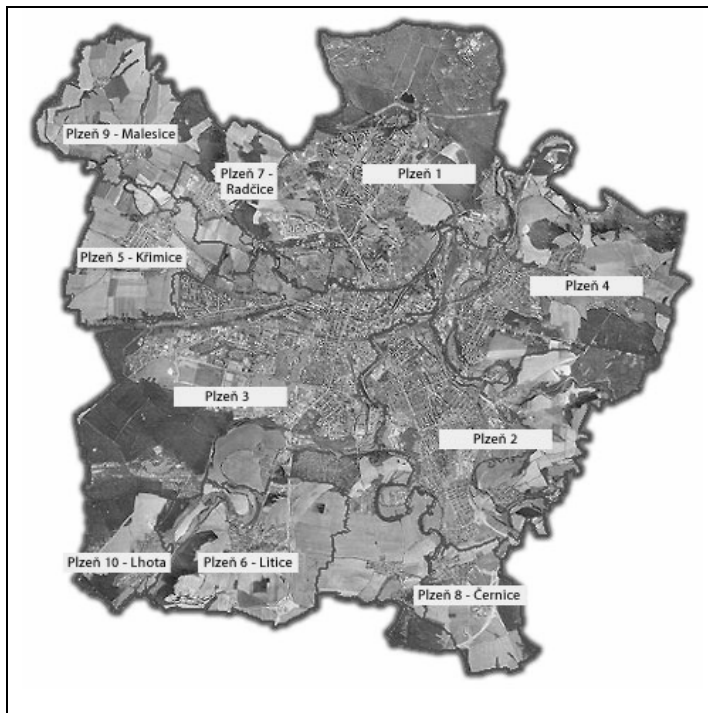 Plzeň 9 - Malesice
Plzeň 7 -
Radčice
Plzeň 1
Plzeň 5 - Křimice
Plzeň 4
Plzeň 3
Plzeň 2
Plzeň 10 - Lhota
Plzeň 6 - Litice
Plzeň 8 - Černice